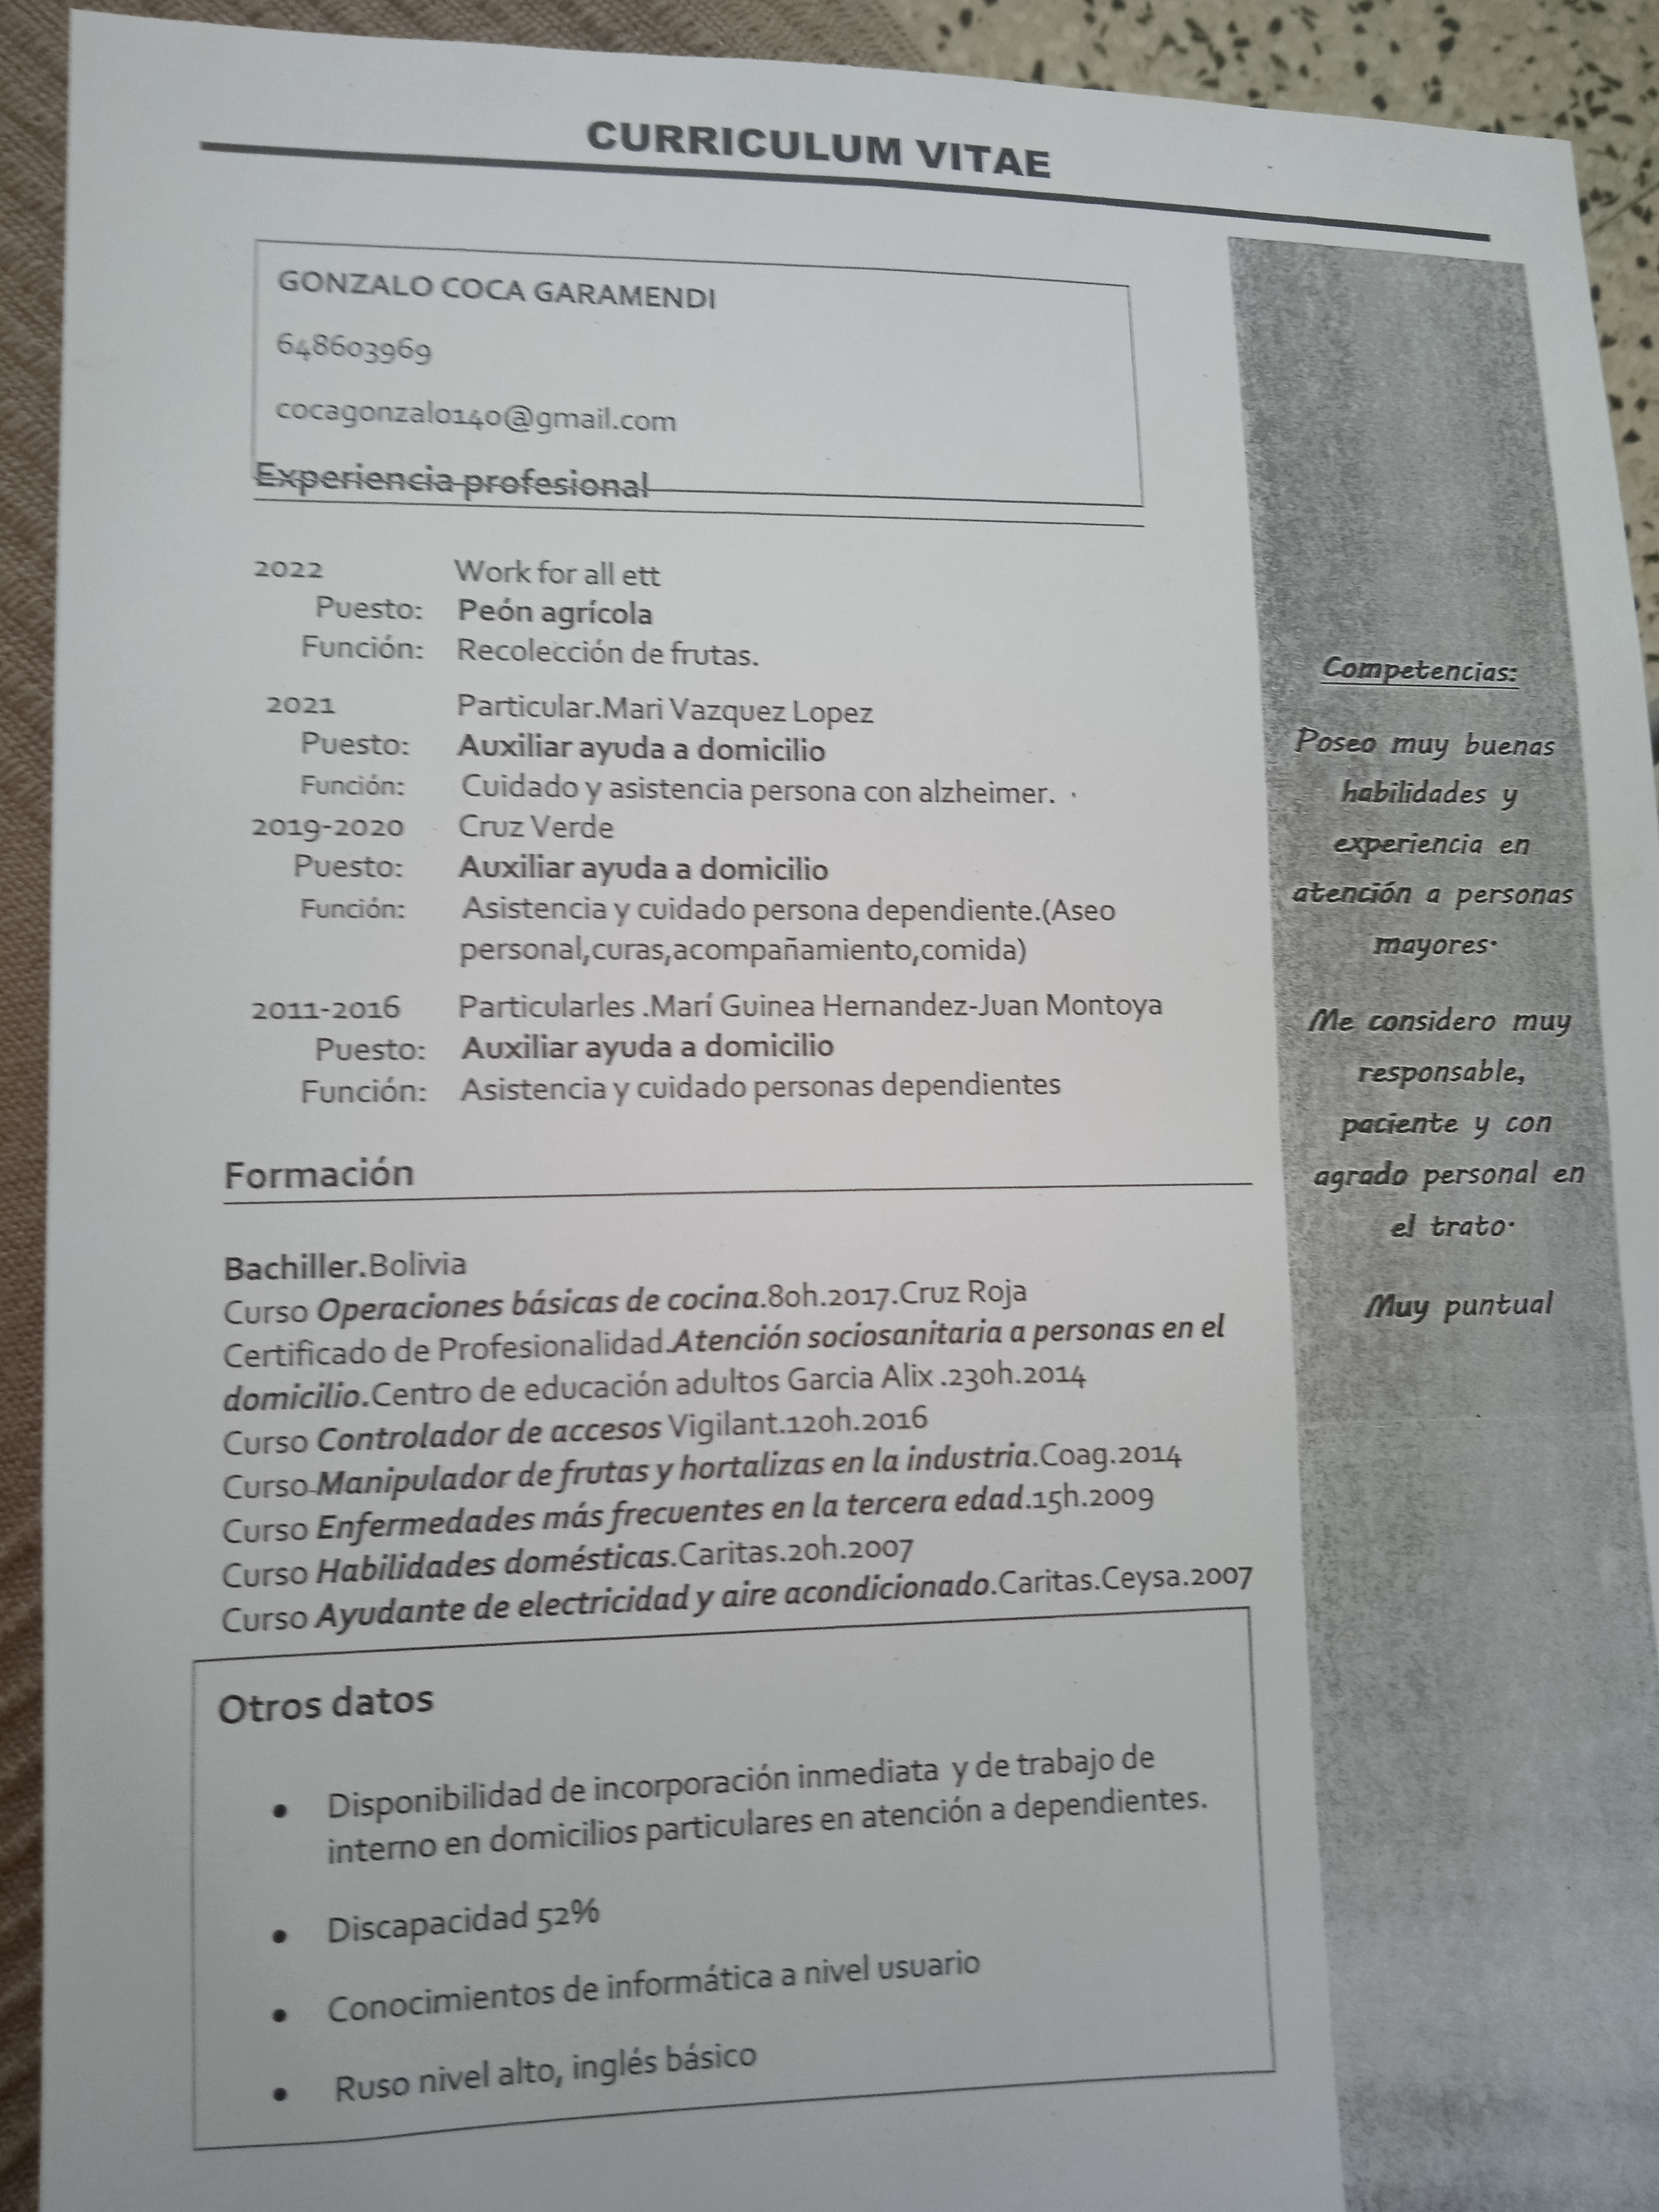 CURRICULUM VITAE
GONZALO COCA GARAMENDI
648603969
cocagonzalo140@gmail.com
Experiencia profesional
2022 Work for all ett
Puesto: Peón agrícola
Función: Recolección de frutas.
2021 Particular.Mari Vazquez Lopez
Puesto: Auxiliar ayuda a domicilio
Función: Cuidado y asistencia persona con alzheimer.
2019-2020 Cruz Verde
Puesto: Auxiliar ayuda a domicilio
Función: Asistencia y cuidado persona dependiente.(Aseo
personal,curas,acompañamiento,comida)
2011-2016 Particularles .Marí Guinea Hernandez-Juan Montoya
Puesto: Auxiliar ayuda a domicilio
Función: Asistencia y cuidado personas dependientes
Formación
Bachiller.Bolivia
Curso Operaciones básicas de cocina.80h.2017.Cruz Roja
Certificado de Profesionalidad.Atención sociosanitaria a personas en el
domicilio.Centro de educación adultos Garcia Alix .230h.2014
Curso Controlador de accesos Vigilant.120h.2016
Curso Manipulador de frutas y hortalizas en la industria.Coag.2014
Curso Enfermedades más frecuentes en la tercera edad.15h.2009
Curso Habilidades domésticas.Caritas.20h.2007
Curso Ayudante de electricidad y aire acondicionado.Caritas.Ceysa.2007
Otros datos
• Disponibilidad de incorporación inmediata y de trabajo de
interno en domicilios particulares en atención a dependientes.
• Discapacidad 52%
• Conocimientos de informática a nivel usuario
• Ruso nivel alto, inglés básico
Competencias:
Poseo muy buenas
habilidades y
experiencia en
atención a personas
mayores·
Me considero muy
responsable,
paciente y con
agrado personal en
el trato·
Muy puntual